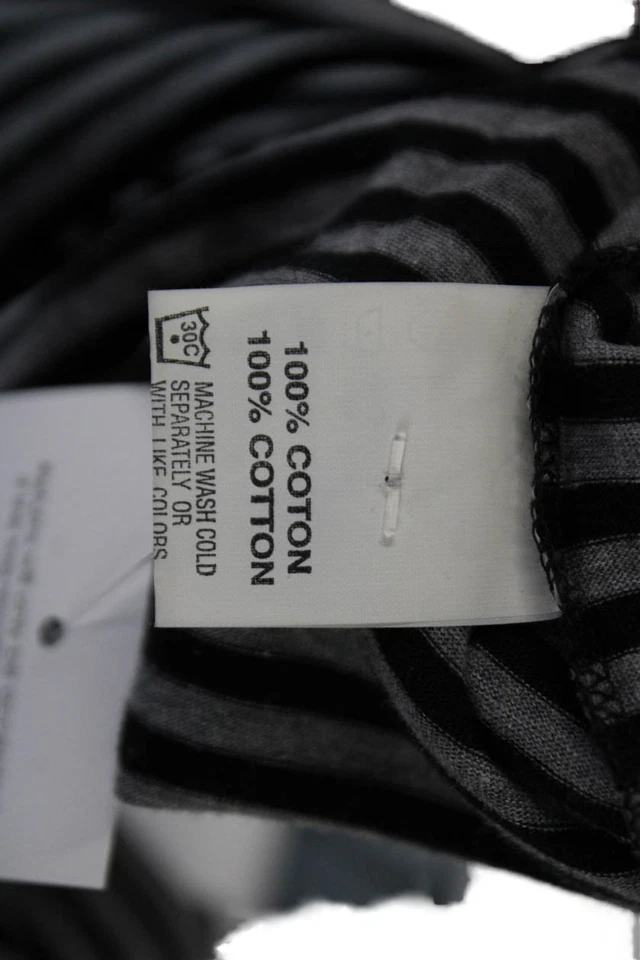 100% COTON
100% COTTON
30C
MACHINE WASH COLD
SEPARATELY OR
WITH LIKE COLORS